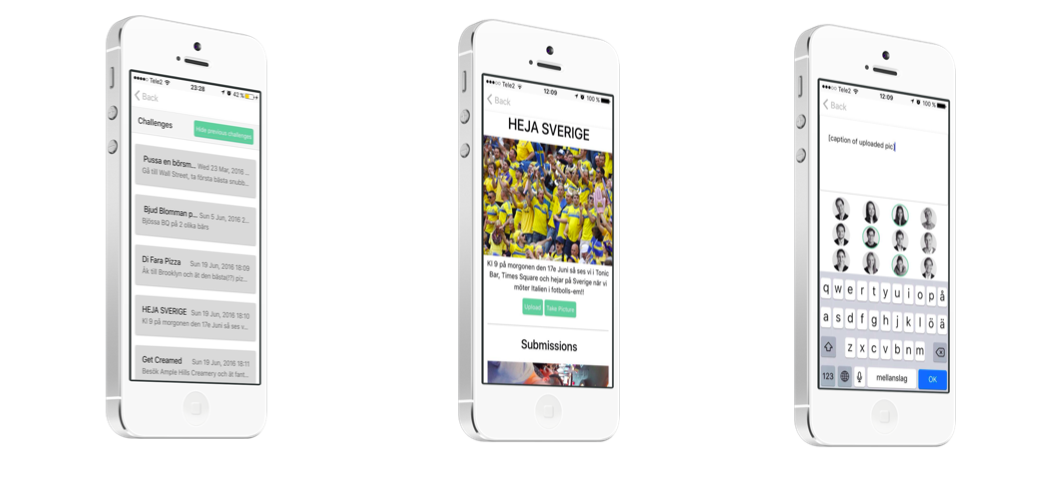 Tele2 23:28 42 %
Back
Challenges Hide previous challenges
Pussa en börsm... Wed 23 Mar, 2016 ...
Gå till Wall Street, ta första bästa snubb...
Bjud Blomman p... Sun 5 Jun, 2016 2...
Bjössa BQ på 2 olika bärs
Di Fara Pizza Sun 19 Jun, 2016 18:09
Åk till Brooklyn och ät den bästa(!?) piz...
HEJA SVERIGE Sun 19 Jun, 2016 18:10
Kl 9 på morgonen den 17e Juni så ses v...
Get Creamed Sun 19 Jun, 2016 18:11
Besök Ample Hills Creamery och ät fant...
Tele2 12:09 100 %
Back
HEJA SVERIGE
Kl 9 på morgonen den 17e Juni så ses vi i Tonic
Bar, Times Square och hejar på Sverige när vi
möter Italien i fotbolls-em!!
Upload Take Picture
Submissions
Tele2 12:09 100 %
Back
[caption of uploaded pic
q w e r t y u i o p å
a s d f g h j k l ö ä
z x c v b n m
123 mellanslag OK